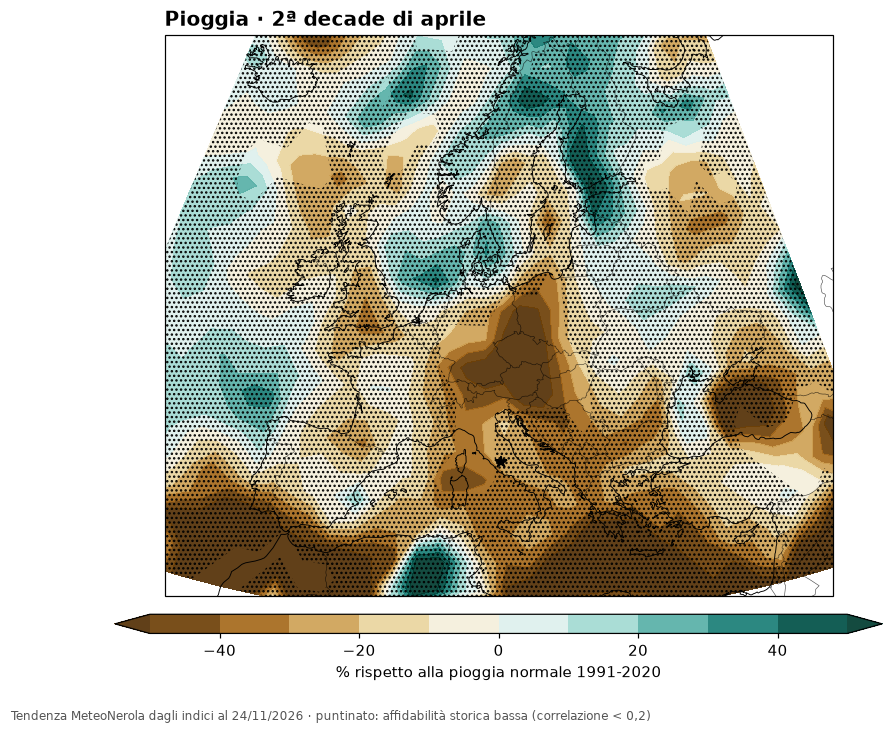 Pioggia · 2ª decade di aprile
−40 −20 0 20 40
% rispetto alla pioggia normale 1991-2020
Tendenza MeteoNerola dagli indici al 24/11/2026 · puntinato: affidabilità storica bassa (correlazione < 0,2)